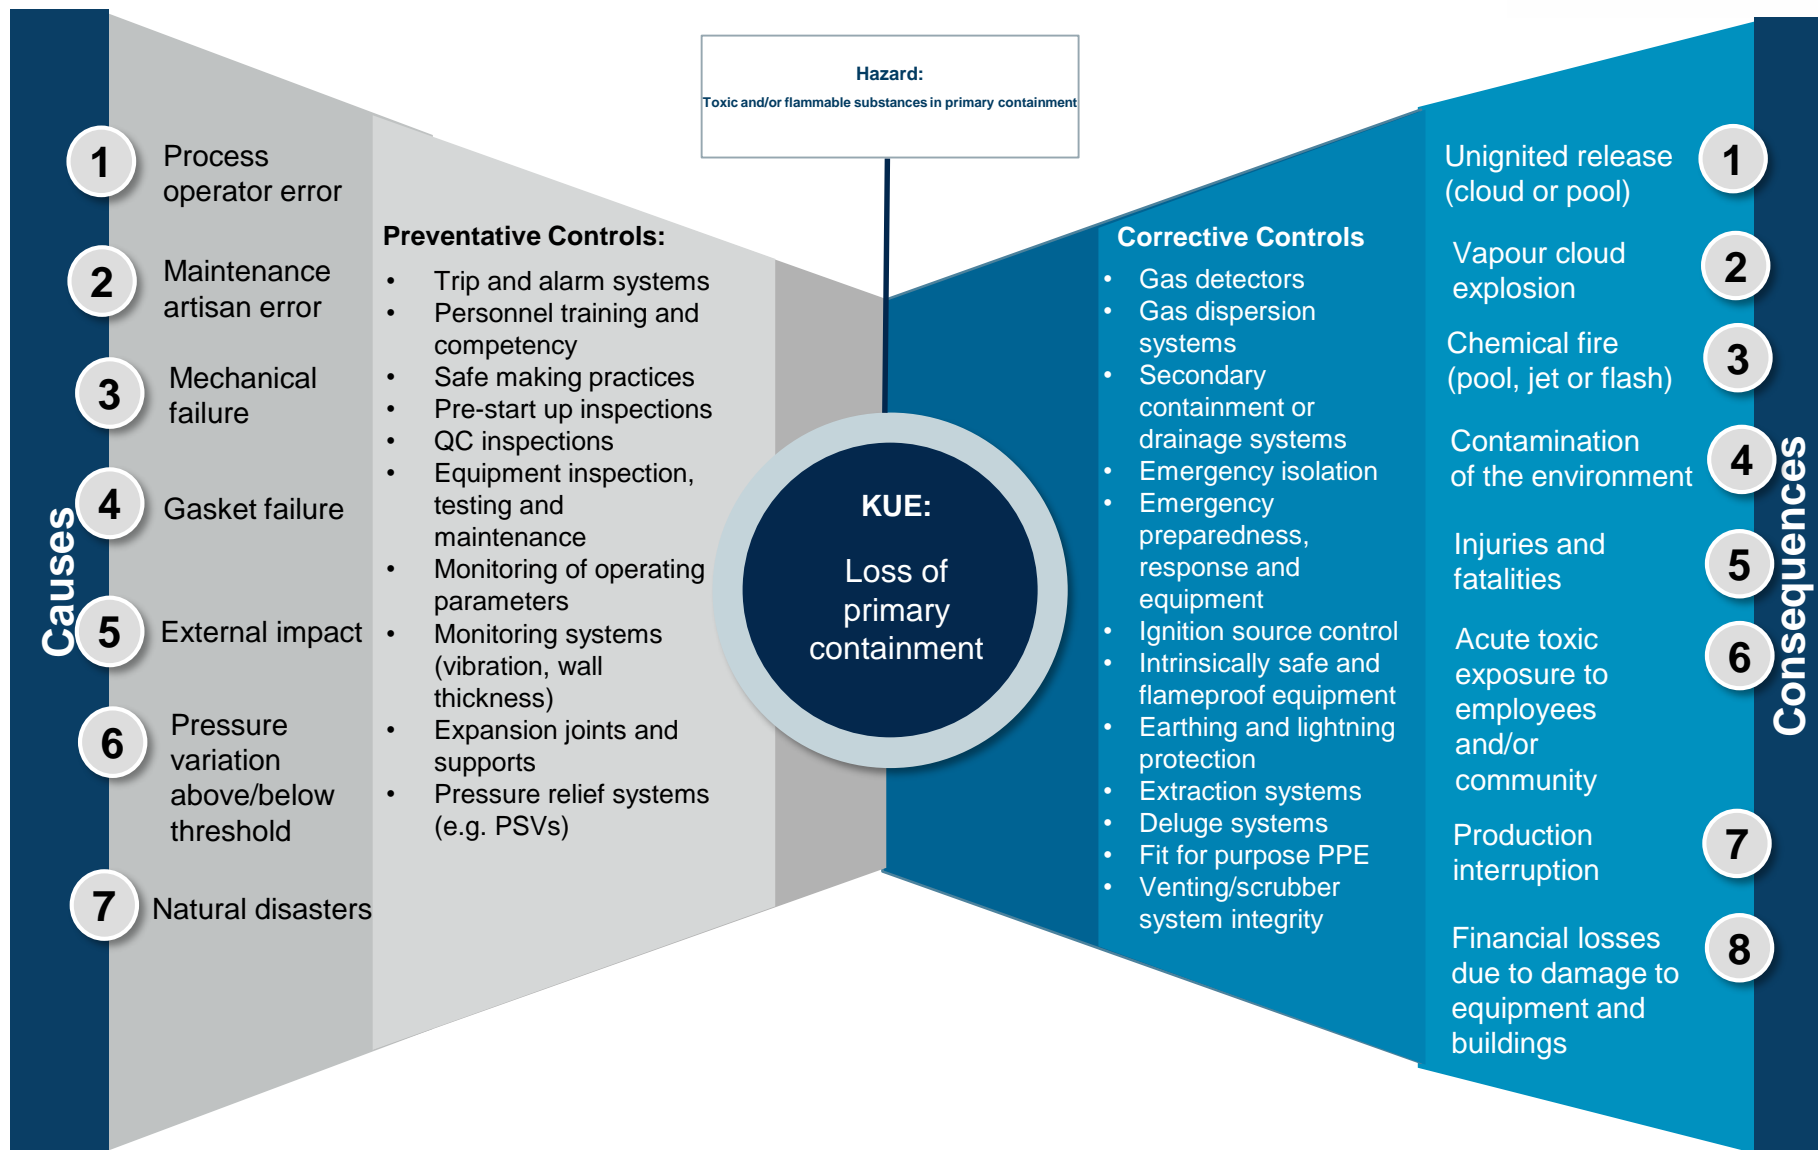 Hazard:
Toxic and/or flammable substances in primary containment
Causes
1
Process
operator error
2
Maintenance
artisan error
3
Mechanical
failure
4
Gasket failure
5
External impact
6
Pressure
variation
above/below
threshold
7
Natural disasters
Preventative Controls:
• Trip and alarm systems
• Personnel training and
competency
• Safe making practices
• Pre-start up inspections
• QC inspections
• Equipment inspection,
testing and
maintenance
• Monitoring of operating
parameters
• Monitoring systems
(vibration, wall
thickness)
• Expansion joints and
supports
• Pressure relief systems
(e.g. PSVs)
KUE:
Loss of
primary
containment
Corrective Controls
• Gas detectors
• Gas dispersion
systems
• Secondary
containment or
drainage systems
• Emergency isolation
• Emergency
preparedness,
response and
equipment
• Ignition source control
• Intrinsically safe and
flameproof equipment
• Earthing and lightning
protection
• Extraction systems
• Deluge systems
• Fit for purpose PPE
• Venting/scrubber
system integrity
Unignited release
(cloud or pool)
1
Vapour cloud
explosion
2
Chemical fire
(pool, jet or flash)
3
Contamination
of the environment
4
Injuries and
fatalities
5
Acute toxic
exposure to
employees
and/or
community
6
Production
interruption
7
Financial losses
due to damage to
equipment and
buildings
8
Consequences